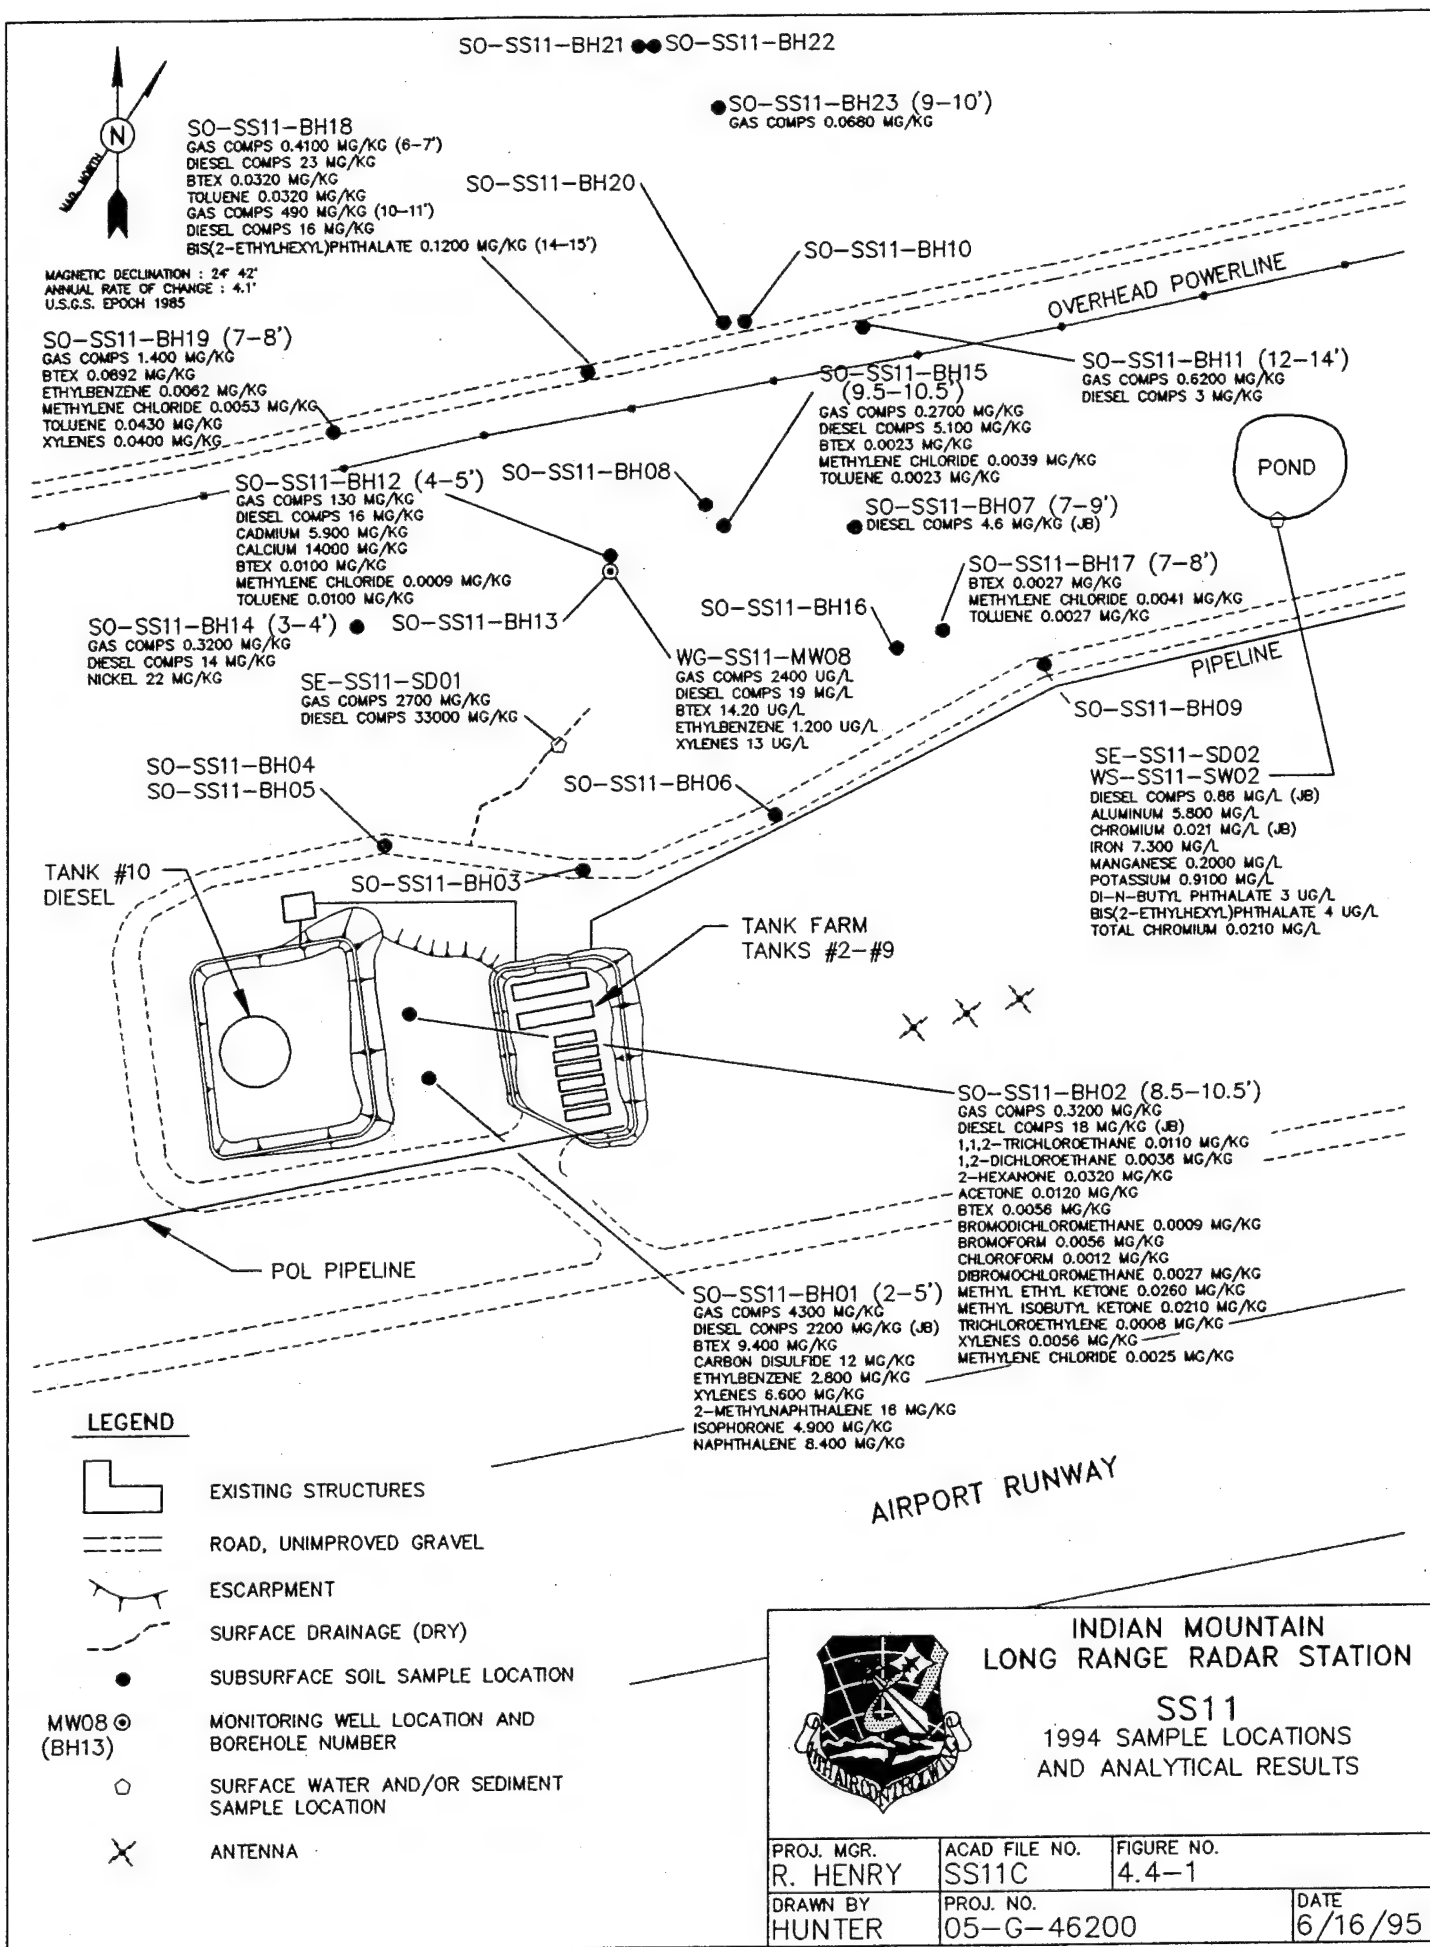 SO-SS11-BH21
SO-SS11-BH22
SO-SS11-BH23 (9-10')
GAS COMPS 0.0680 MG/KG
N
MAG. NORTH
MAGNETIC DECLINATION : 24° 42'
ANNUAL RATE OF CHANGE : 4.1'
U.S.G.S. EPOCH 1985
SO-SS11-BH18
GAS COMPS 0.4100 MG/KG (6-7')
DIESEL COMPS 23 MG/KG
BTEX 0.0320 MG/KG
TOLUENE 0.0320 MG/KG
GAS COMPS 490 MG/KG (10-11')
DIESEL COMPS 16 MG/KG
BIS(2-ETHYLHEXYL)PHTHALATE 0.1200 MG/KG (14-15')
SO-SS11-BH20
SO-SS11-BH10
OVERHEAD POWERLINE
SO-SS11-BH19 (7-8')
GAS COMPS 1.400 MG/KG
BTEX 0.0892 MG/KG
ETHYLBENZENE 0.0062 MG/KG
METHYLENE CHLORIDE 0.0053 MG/KG
TOLUENE 0.0430 MG/KG
XYLENES 0.0400 MG/KG
SO-SS11-BH11 (12-14')
GAS COMPS 0.6200 MG/KG
DIESEL COMPS 3 MG/KG
SO-SS11-BH15
(9.5-10.5')
GAS COMPS 0.2700 MG/KG
DIESEL COMPS 5.100 MG/KG
BTEX 0.0023 MG/KG
METHYLENE CHLORIDE 0.0039 MG/KG
TOLUENE 0.0023 MG/KG
POND
SO-SS11-BH12 (4-5')
GAS COMPS 130 MG/KG
DIESEL COMPS 16 MG/KG
CADMIUM 5.900 MG/KG
CALCIUM 14000 MG/KG
BTEX 0.0100 MG/KG
METHYLENE CHLORIDE 0.0009 MG/KG
TOLUENE 0.0100 MG/KG
SO-SS11-BH08
SO-SS11-BH07 (7-9')
DIESEL COMPS 4.6 MG/KG (JB)
SO-SS11-BH17 (7-8')
BTEX 0.0027 MG/KG
METHYLENE CHLORIDE 0.0041 MG/KG
TOLUENE 0.0027 MG/KG
SO-SS11-BH16
SO-SS11-BH14 (3-4')
GAS COMPS 0.3200 MG/KG
DIESEL COMPS 14 MG/KG
NICKEL 22 MG/KG
SO-SS11-BH13
WG-SS11-MW08
GAS COMPS 2400 UG/L
DIESEL COMPS 19 MG/L
BTEX 14.20 UG/L
ETHYLBENZENE 1.200 UG/L
XYLENES 13 UG/L
PIPELINE
SE-SS11-SD01
GAS COMPS 2700 MG/KG
DIESEL COMPS 33000 MG/KG
SO-SS11-BH09
SO-SS11-BH04
SO-SS11-BH05
SO-SS11-BH06
SE-SS11-SD02
WS-SS11-SW02
DIESEL COMPS 0.86 MG/L (JB)
ALUMINUM 5.800 MG/L
CHROMIUM 0.021 MG/L (JB)
IRON 7.300 MG/L
MANGANESE 0.2000 MG/L
POTASSIUM 0.9100 MG/L
DI-N-BUTYL PHTHALATE 3 UG/L
BIS(2-ETHYLHEXYL)PHTHALATE 4 UG/L
TOTAL CHROMIUM 0.0210 MG/L
TANK #10
DIESEL
SO-SS11-BH03
TANK FARM
TANKS #2-#9
SO-SS11-BH02 (8.5-10.5')
GAS COMPS 0.3200 MG/KG
DIESEL COMPS 18 MG/KG (JB)
1,1,2-TRICHLOROETHANE 0.0110 MG/KG
1,2-DICHLOROETHANE 0.0036 MG/KG
2-HEXANONE 0.0320 MG/KG
ACETONE 0.0120 MG/KG
BTEX 0.0056 MG/KG
BROMODICHLOROMETHANE 0.0009 MG/KG
BROMOFORM 0.0056 MG/KG
CHLOROFORM 0.0012 MG/KG
DIBROMOCHLOROMETHANE 0.0027 MG/KG
METHYL ETHYL KETONE 0.0260 MG/KG
METHYL ISOBUTYL KETONE 0.0210 MG/KG
TRICHLOROETHYLENE 0.0008 MG/KG
XYLENES 0.0056 MG/KG
METHYLENE CHLORIDE 0.0025 MG/KG
POL PIPELINE
SO-SS11-BH01 (2-5')
GAS COMPS 4300 MG/KG
DIESEL CONPS 2200 MG/KG (JB)
BTEX 9.400 MG/KG
CARBON DISULFIDE 12 MG/KG
ETHYLBENZENE 2.800 MG/KG
XYLENES 6.600 MG/KG
2-METHYLNAPHTHALENE 16 MG/KG
ISOPHORONE 4.900 MG/KG
NAPHTHALENE 8.400 MG/KG
AIRPORT RUNWAY
LEGEND
EXISTING STRUCTURES
ROAD, UNIMPROVED GRAVEL
ESCARPMENT
SURFACE DRAINAGE (DRY)
SUBSURFACE SOIL SAMPLE LOCATION
MW08
(BH13)
MONITORING WELL LOCATION AND
BOREHOLE NUMBER
SURFACE WATER AND/OR SEDIMENT
SAMPLE LOCATION
ANTENNA
11TH AIR CONTROL WING
INDIAN MOUNTAIN
LONG RANGE RADAR STATION
SS11
1994 SAMPLE LOCATIONS
AND ANALYTICAL RESULTS
PROJ. MGR.
R. HENRY
ACAD FILE NO.
SS11C
FIGURE NO.
4.4-1
DRAWN BY
HUNTER
PROJ. NO.
05-G-46200
DATE
6/16/95